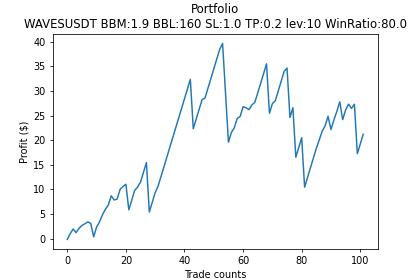 Portfolio
WAVESUSDT BBM:1.9 BBL:160 SL:1.0 TP:0.2 lev:10 WinRatio:80.0
40
35
30
25
20
15
10
5
0
Profit ($)
0 20 40 60 80 100
Trade counts